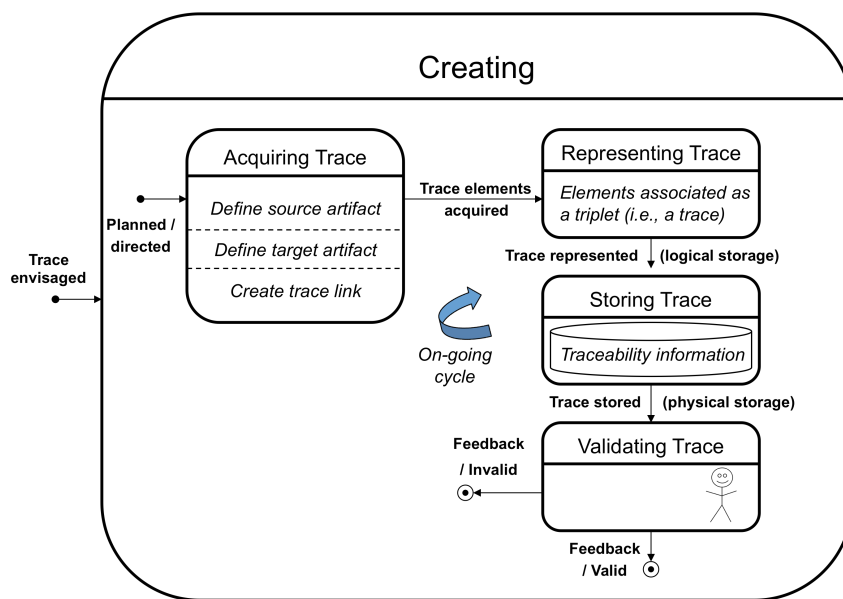 Creating
Acquiring Trace
Define source artifact
Define target artifact
Create trace link
Planned /
directed
Trace
envisaged
Trace elements
acquired
Representing Trace
Elements associated as
a triplet (i.e., a trace)
Trace represented (logical storage)
Storing Trace
Traceability information
On-going
cycle
Trace stored (physical storage)
Validating Trace
Feedback
/ Invalid
Feedback
/ Valid